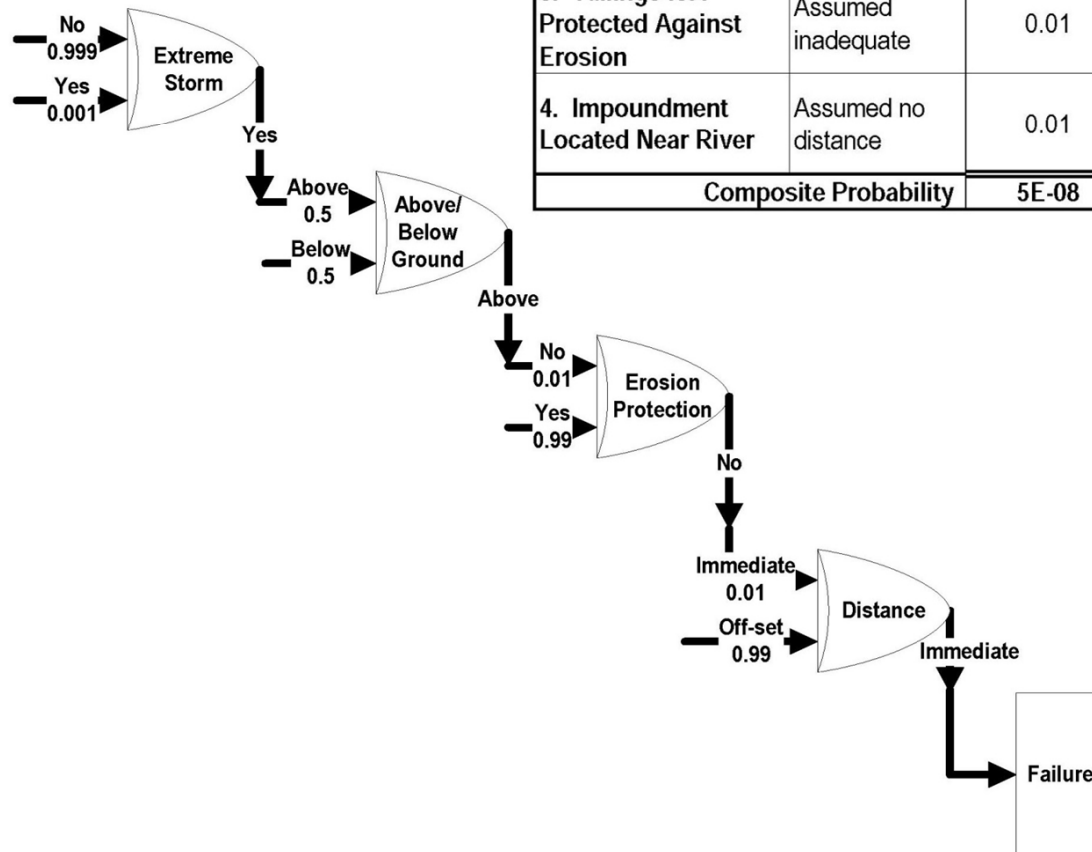 Protected Against
Erosion
Assumed
inadequate
0.01
4. Impoundment
Located Near River
Assumed no
distance
0.01
Composite Probability
5E-08
No
0.999
Yes
0.001
Extreme
Storm
Yes
Above
0.5
Below
0.5
Above/
Below
Ground
Above
No
0.01
Yes
0.99
Erosion
Protection
No
Immediate
0.01
Off-set
0.99
Distance
Immediate
Failure